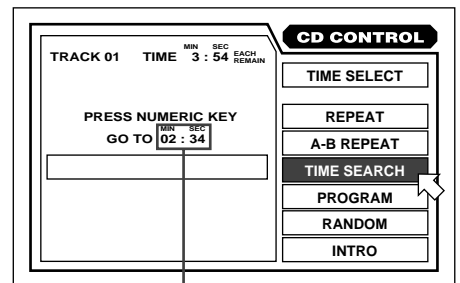 CD CONTROL
TRACK 01 TIME MIN 3 : SEC 54 EACH REMAIN
PRESS NUMERIC KEY
GO TO MIN 02 : SEC 34
TIME SELECT
REPEAT
A-B REPEAT
TIME SEARCH
PROGRAM
RANDOM
INTRO